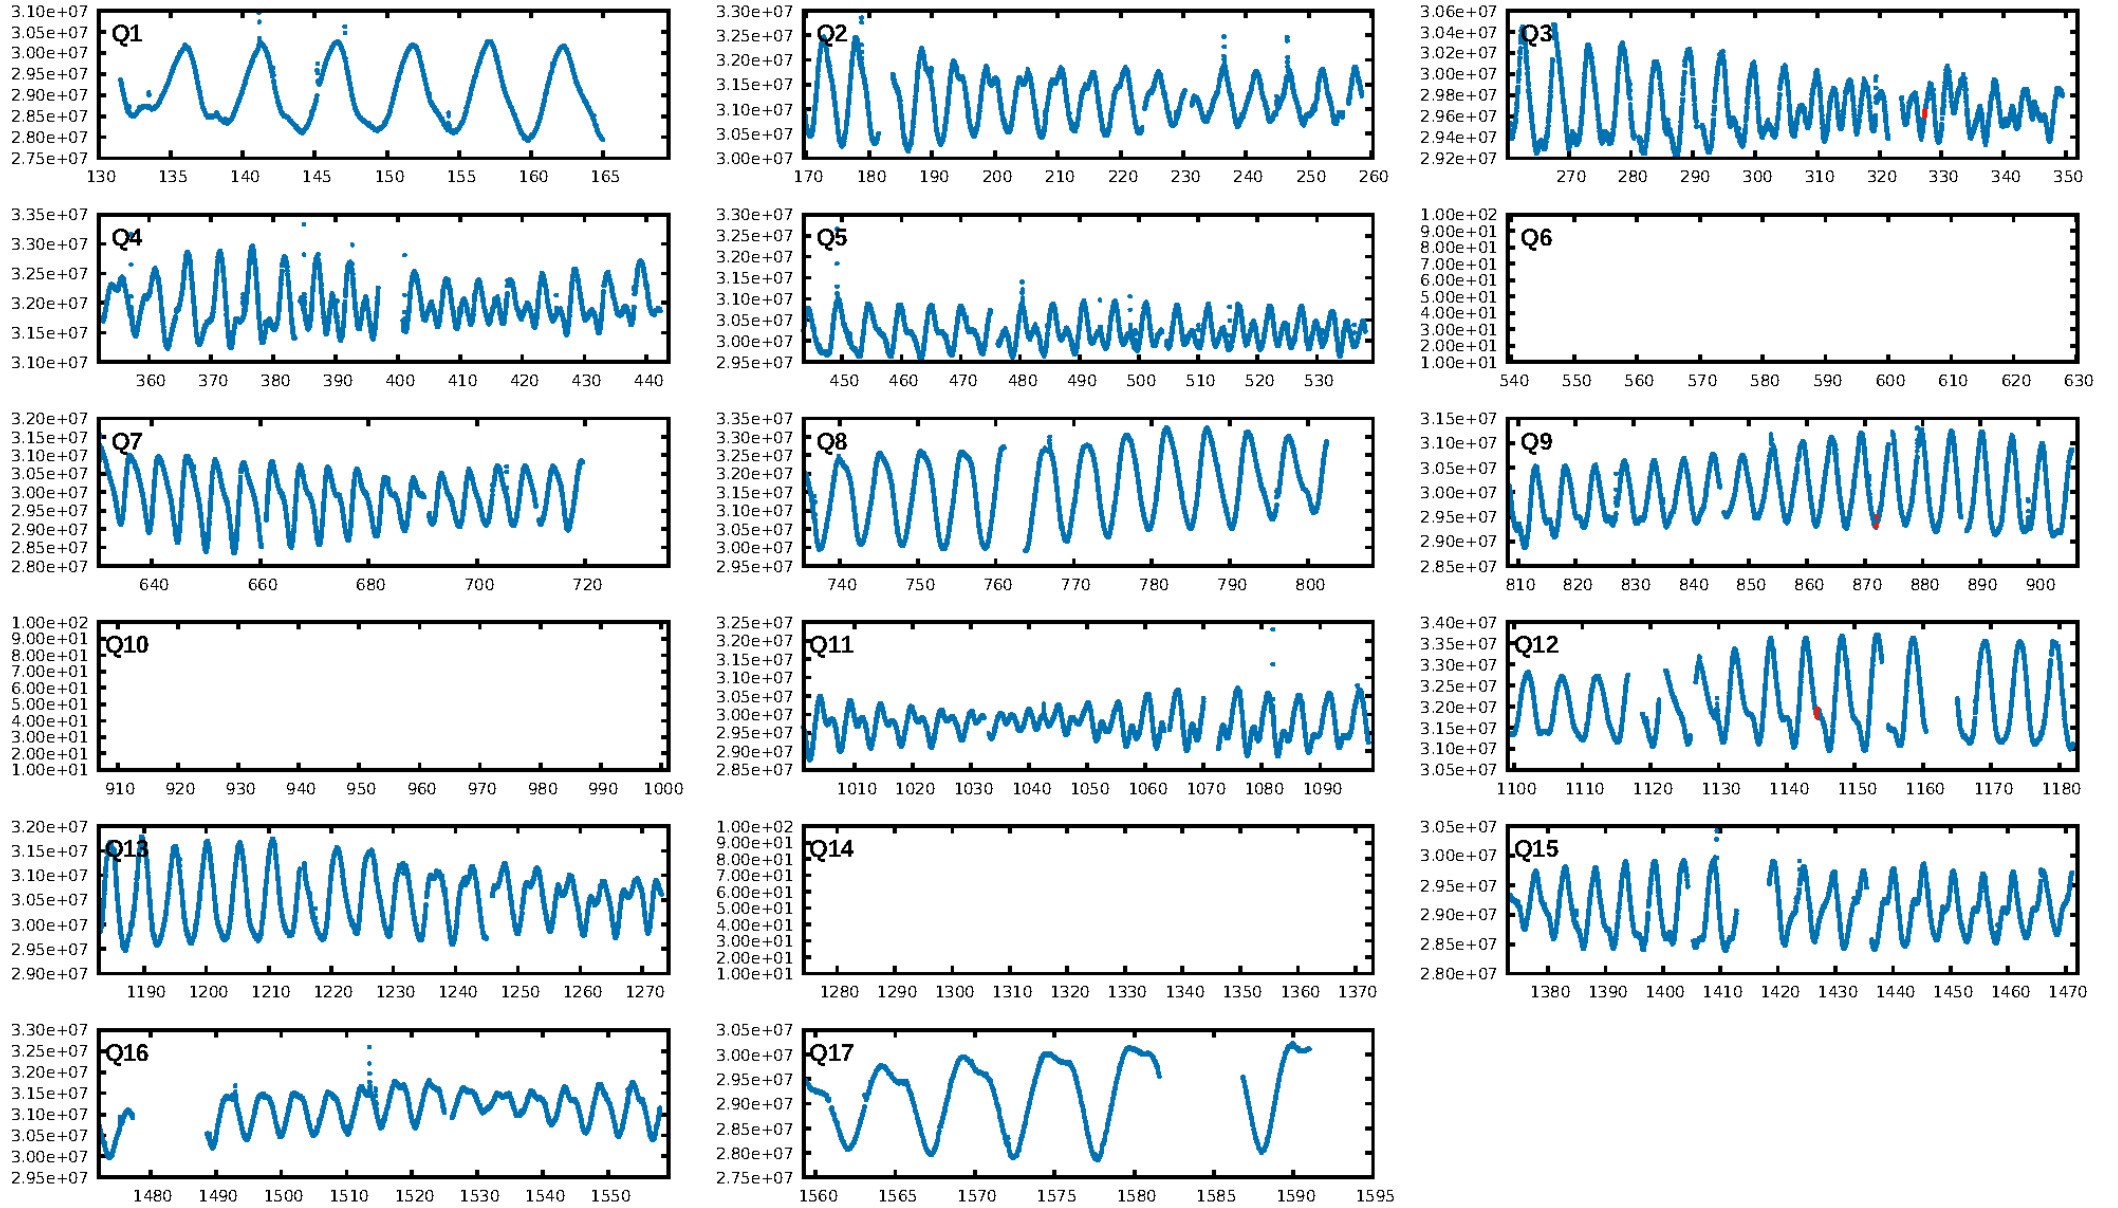 3.10e+07 3.05e+07 3.00e+07 2.95e+07 2.90e+07 2.85e+07 2.80e+07 2.75e+07
Q1
130 135 140 145 150 155 160 165
3.30e+07 3.25e+07 3.20e+07 3.15e+07 3.10e+07 3.05e+07 3.00e+07
Q2
170 180 190 200 210 220 230 240 250 260
3.06e+07 3.04e+07 3.02e+07 3.00e+07 2.98e+07 2.96e+07 2.94e+07 2.92e+07
Q3
270 280 290 300 310 320 330 340 350
3.35e+07 3.30e+07 3.25e+07 3.20e+07 3.15e+07 3.10e+07
Q4
360 370 380 390 400 410 420 430 440
3.30e+07 3.25e+07 3.20e+07 3.15e+07 3.10e+07 3.05e+07 3.00e+07 2.95e+07
Q5
450 460 470 480 490 500 510 520 530
1.00e+02 9.00e+01 8.00e+01 7.00e+01 6.00e+01 5.00e+01 4.00e+01 3.00e+01 2.00e+01 1.00e+01
Q6
540 550 560 570 580 590 600 610 620 630
3.20e+07 3.15e+07 3.10e+07 3.05e+07 3.00e+07 2.95e+07 2.90e+07 2.85e+07 2.80e+07
Q7
640 660 680 700 720
3.35e+07 3.30e+07 3.25e+07 3.20e+07 3.15e+07 3.10e+07 3.05e+07 3.00e+07 2.95e+07
Q8
740 750 760 770 780 790 800
3.15e+07 3.10e+07 3.05e+07 3.00e+07 2.95e+07 2.90e+07 2.85e+07
Q9
810 820 830 840 850 860 870 880 890 900
1.00e+02 9.00e+01 8.00e+01 7.00e+01 6.00e+01 5.00e+01 4.00e+01 3.00e+01 2.00e+01 1.00e+01
Q10
910 920 930 940 950 960 970 980 990 1000
3.25e+07 3.20e+07 3.15e+07 3.10e+07 3.05e+07 3.00e+07 2.95e+07 2.90e+07 2.85e+07
Q11
1010 1020 1030 1040 1050 1060 1070 1080 1090
3.40e+07 3.35e+07 3.30e+07 3.25e+07 3.20e+07 3.15e+07 3.10e+07 3.05e+07
Q12
1100 1110 1120 1130 1140 1150 1160 1170 1180
3.20e+07 3.15e+07 3.10e+07 3.05e+07 3.00e+07 2.95e+07 2.90e+07
Q13
1190 1200 1210 1220 1230 1240 1250 1260 1270
1.00e+02 9.00e+01 8.00e+01 7.00e+01 6.00e+01 5.00e+01 4.00e+01 3.00e+01 2.00e+01 1.00e+01
Q14
1280 1290 1300 1310 1320 1330 1340 1350 1360 1370
3.05e+07 3.00e+07 2.95e+07 2.90e+07 2.85e+07 2.80e+07
Q15
1380 1390 1400 1410 1420 1430 1440 1450 1460 1470
3.30e+07 3.25e+07 3.20e+07 3.15e+07 3.10e+07 3.05e+07 3.00e+07 2.95e+07
Q16
1480 1490 1500 1510 1520 1530 1540 1550
3.05e+07 3.00e+07 2.95e+07 2.90e+07 2.85e+07 2.80e+07 2.75e+07
Q17
1560 1565 1570 1575 1580 1585 1590 1595